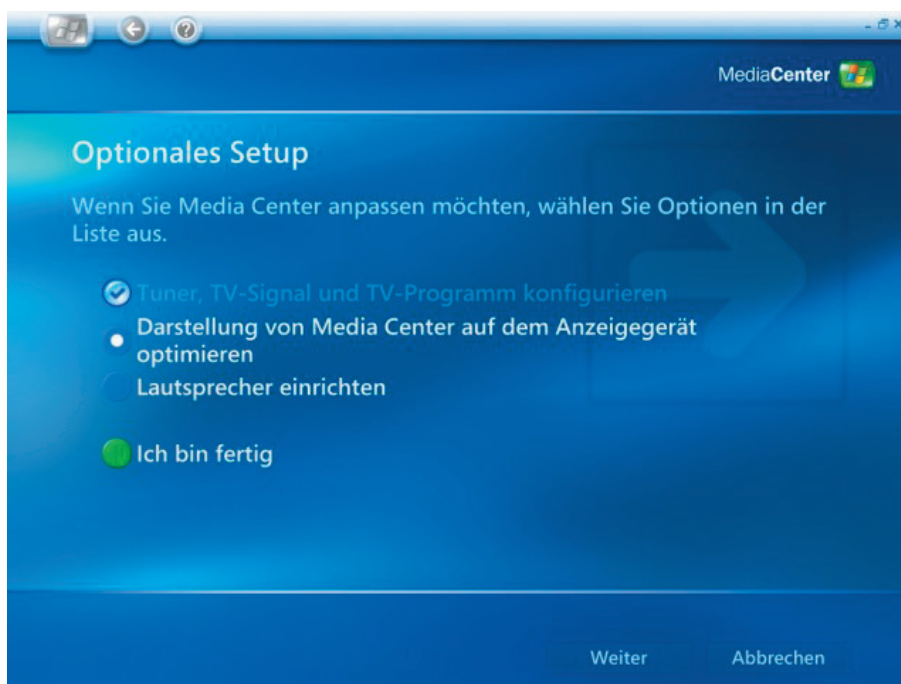 MediaCenter
Optionales Setup
Wenn Sie Media Center anpassen möchten, wählen Sie Optionen in der
Liste aus.
Tuner, TV-Signal und TV-Programm konfigurieren
Darstellung von Media Center auf dem Anzeigegerät
optimieren
Lautsprecher einrichten
Ich bin fertig
Weiter Abbrechen